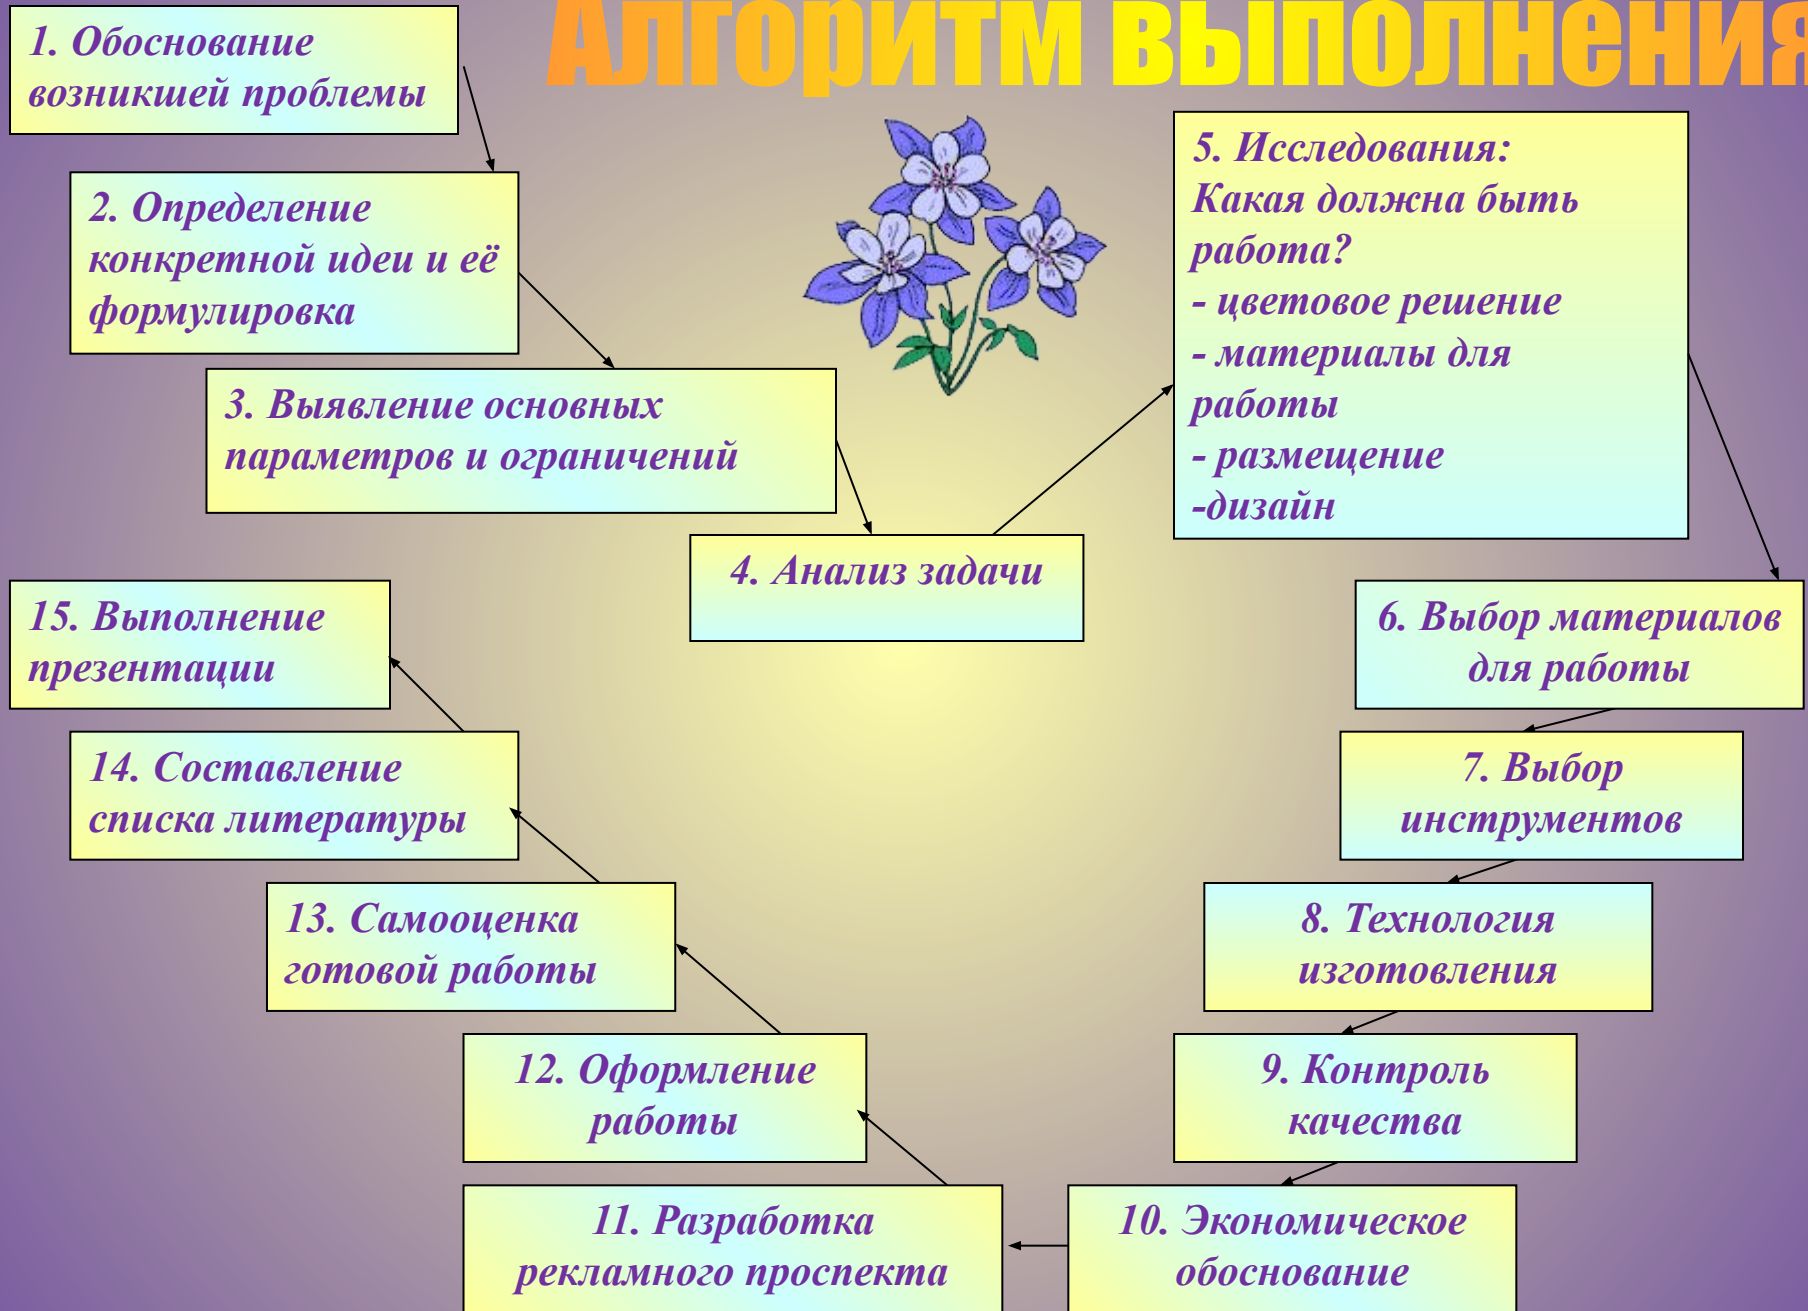 Алгоритм выполнения
1. Обоснование
возникшей проблемы
2. Определение
конкретной идеи и её
формулировка
3. Выявление основных
параметров и ограничений
4. Анализ задачи
5. Исследования:
Какая должна быть
работа?
- цветовое решение
- материалы для
работы
- размещение
-дизайн
6. Выбор материалов
для работы
7. Выбор
инструментов
8. Технология
изготовления
9. Контроль
качества
10. Экономическое
обоснование
11. Разработка
рекламного проспекта
12. Оформление
работы
13. Самооценка
готовой работы
14. Составление
списка литературы
15. Выполнение
презентации